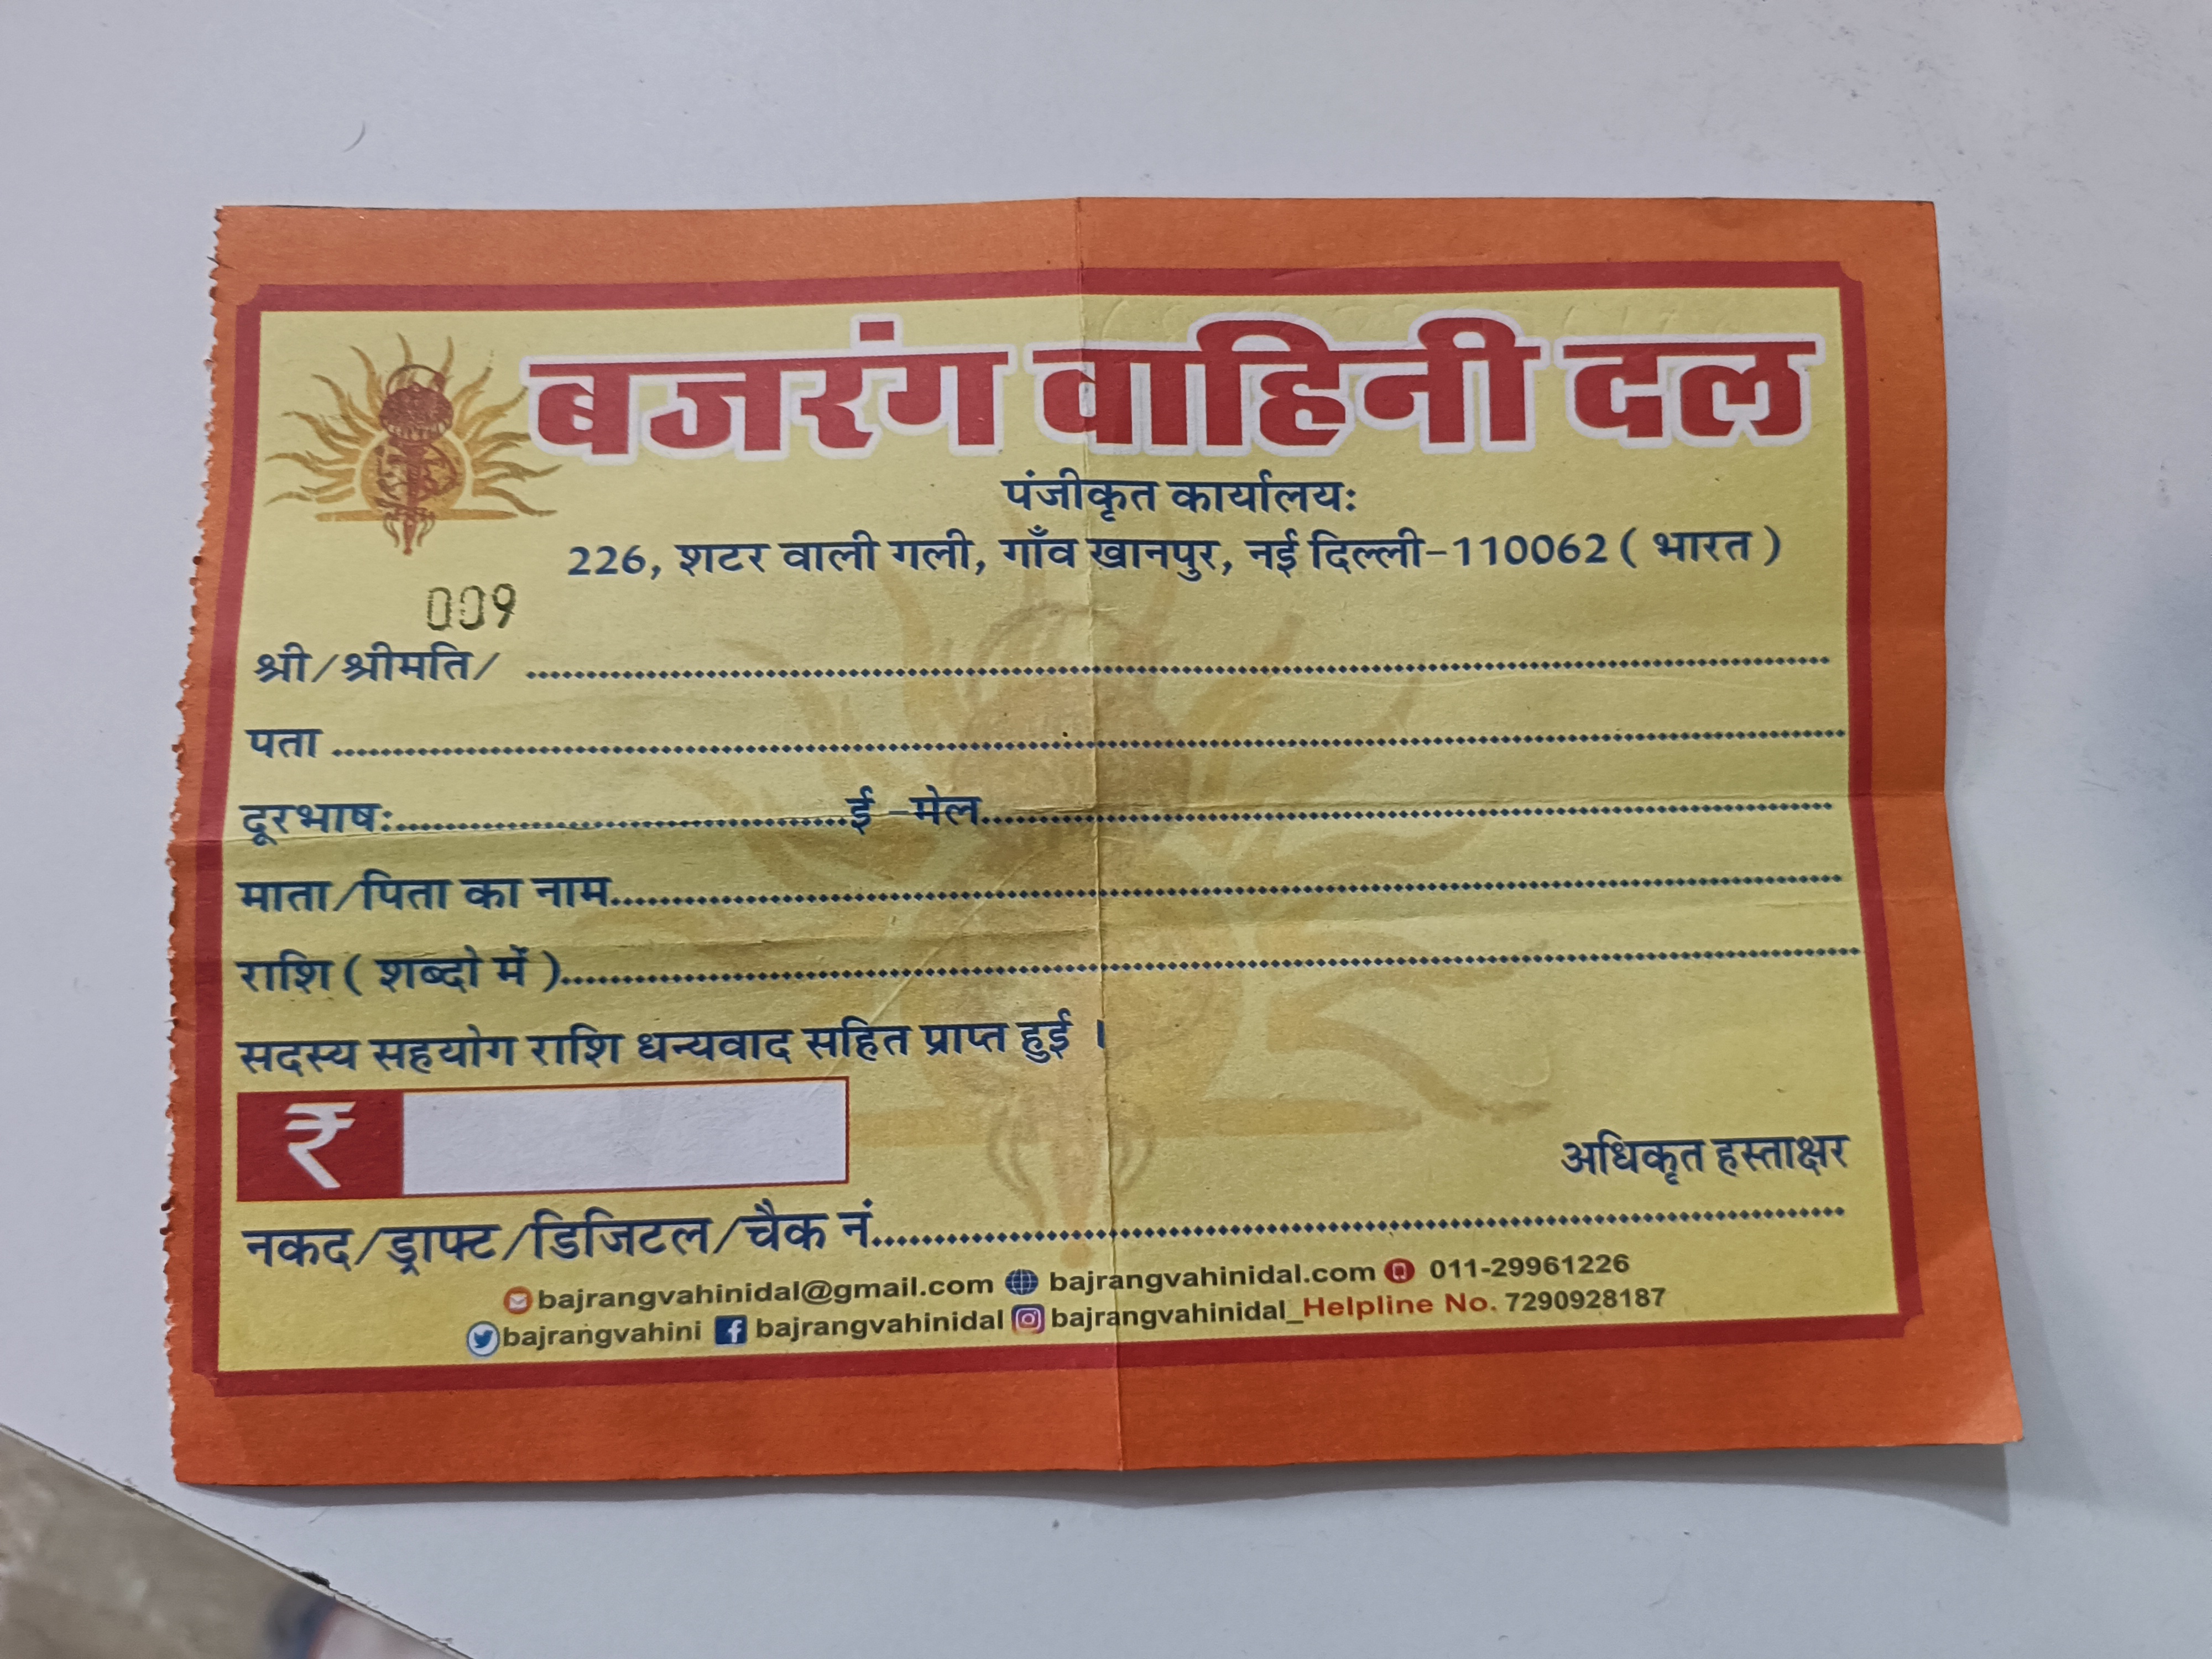 बजरंग वाहिनी दल
पंजीकृत कार्यालयः
226, शटर वाली गली, गाँव खानपुर, नई दिल्ली-110062 ( भारत )
009
श्री/श्रीमति/ ........................................
पता ........................................
दूरभाषः........................................ई -मेल........................................
माता/पिता का नाम........................................
राशि ( शब्दो में )........................................
सदस्य सहयोग राशि धन्यवाद सहित प्राप्त हुई ।
₹
अधिकृत हस्ताक्षर
नकद/ड्राफ्ट/डिजिटल/चैक नं........................................
bajrangvahinidal@gmail.com bajrangvahinidal.com 011-29961226
bajrangvahini bajrangvahinidal bajrangvahinidal_Helpline No. 7290928187